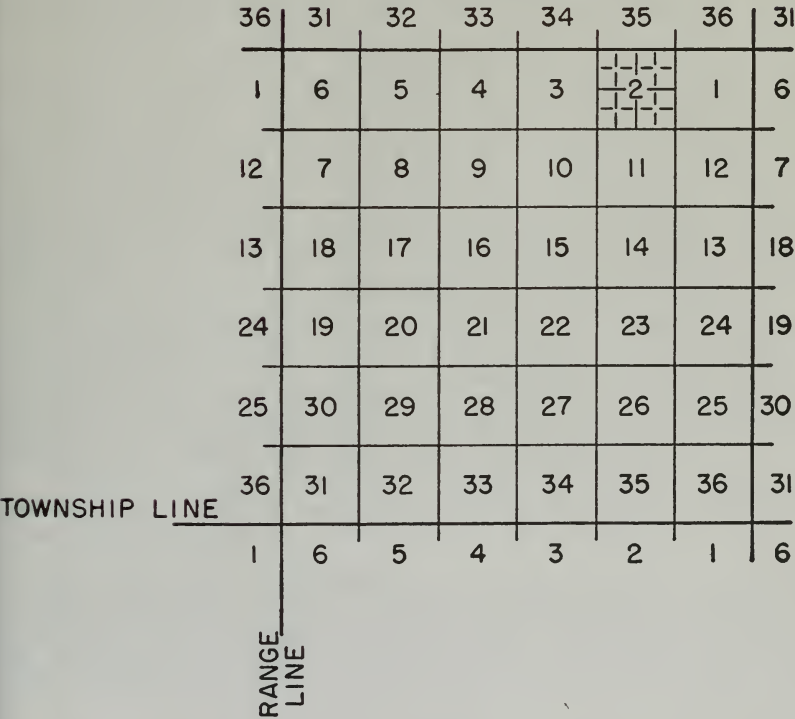 36 31 32 33 34 35 36 31
1 6 5 4 3 2 1 6
12 7 8 9 10 11 12 7
13 18 17 16 15 14 13 18
24 19 20 21 22 23 24 19
25 30 29 28 27 26 25 30
36 31 32 33 34 35 36 31
TOWNSHIP LINE
1 6 5 4 3 2 1 6
RANGE
LINE